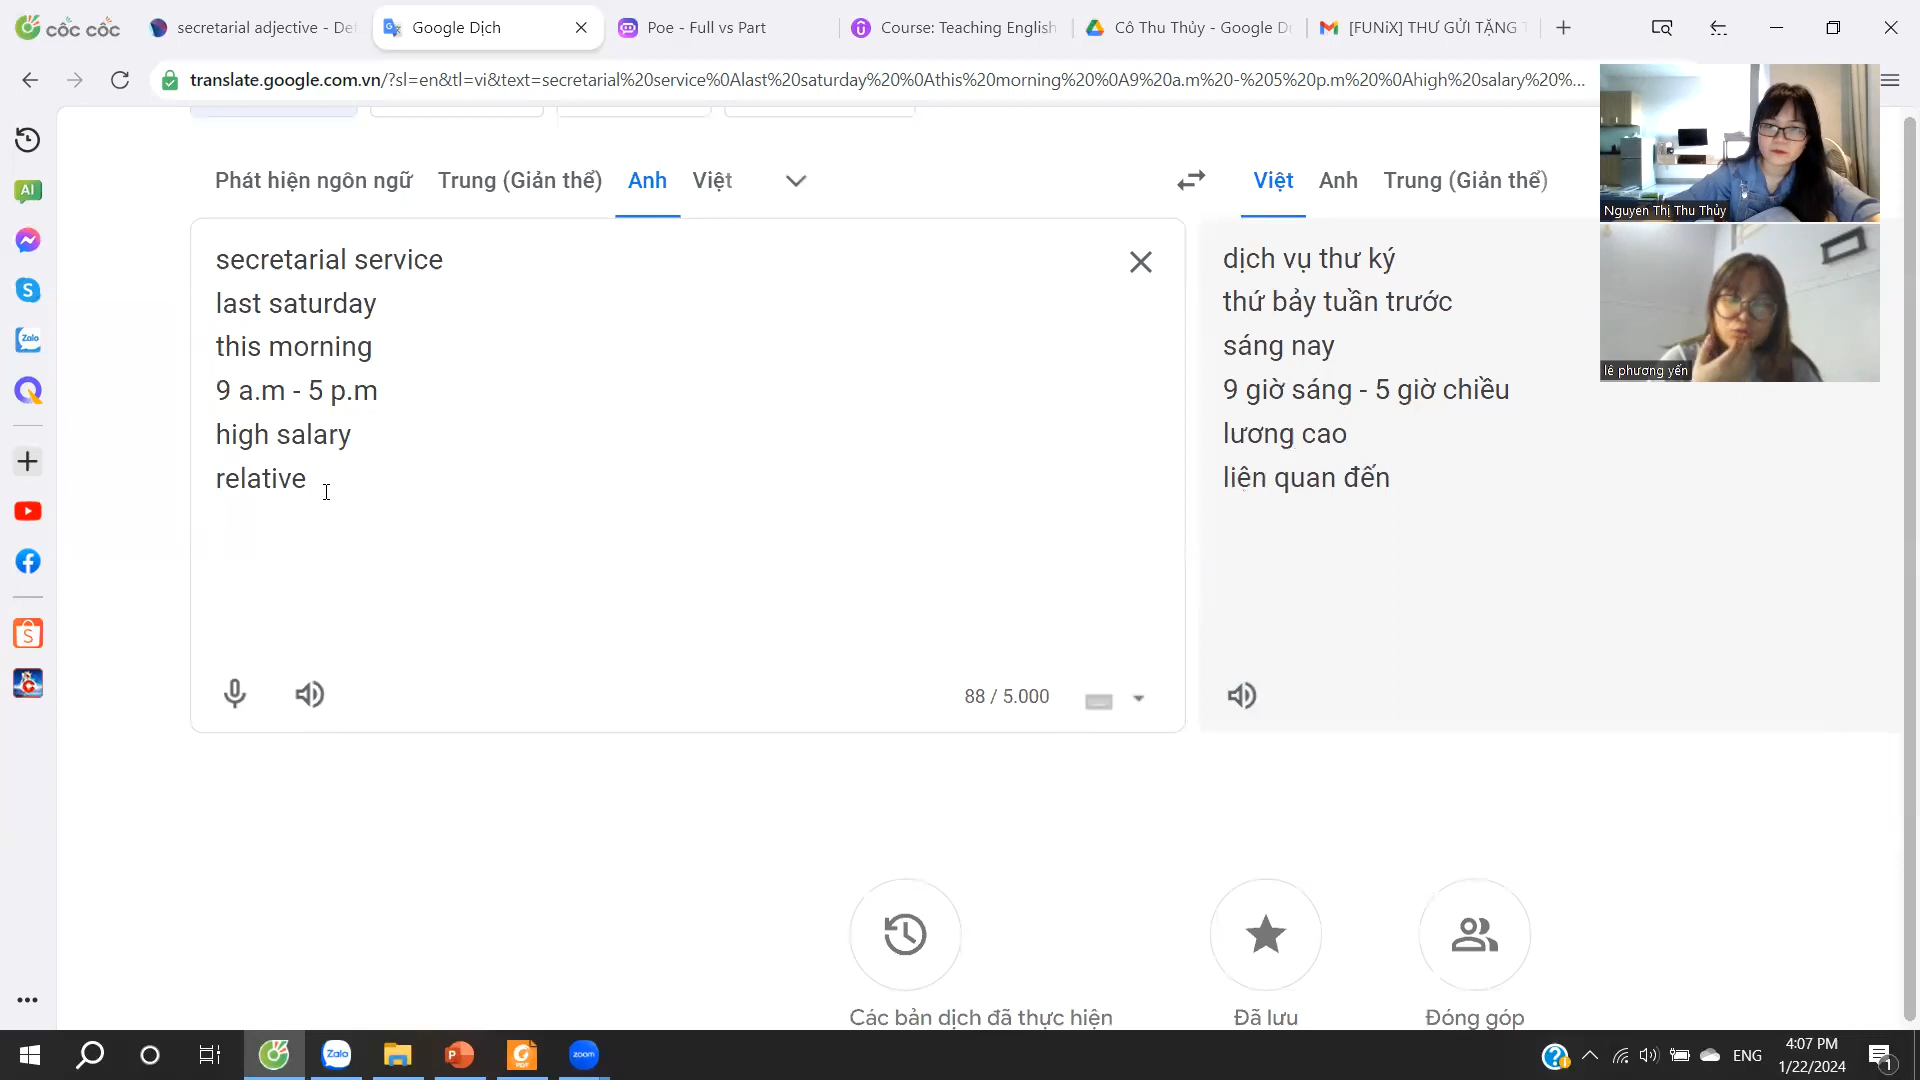 cốc cốc
secretarial adjective - De
Google Dịch
Poe - Full vs Part
Course: Teaching English
Cô Thu Thủy - Google D
[FUNiX] THƯ GỬI TẶNG
translate.google.com.vn/?sl=en&tl=vi&text=secretarial%20service%0Alast%20saturday%20%0Athis%20morning%20%0A9%20a.m%20-%205%20p.m%20%0Ahigh%20salary%20%...
AI
Zalo
Phát hiện ngôn ngữ
Trung (Giản thể)
Anh
Việt
Việt
Anh
Trung (Giản thể)
secretarial service
last saturday
this morning
9 a.m - 5 p.m
high salary
relative
88 / 5.000
dịch vụ thư ký
thứ bảy tuần trước
sáng nay
9 giờ sáng - 5 giờ chiều
lương cao
liên quan đến
Nguyen Thị Thu Thủy
lê phương yến
Các bản dịch đã thực hiện
Đã lưu
Đóng góp
Zalo
zoom
ENG
4:07 PM
1/22/2024
1